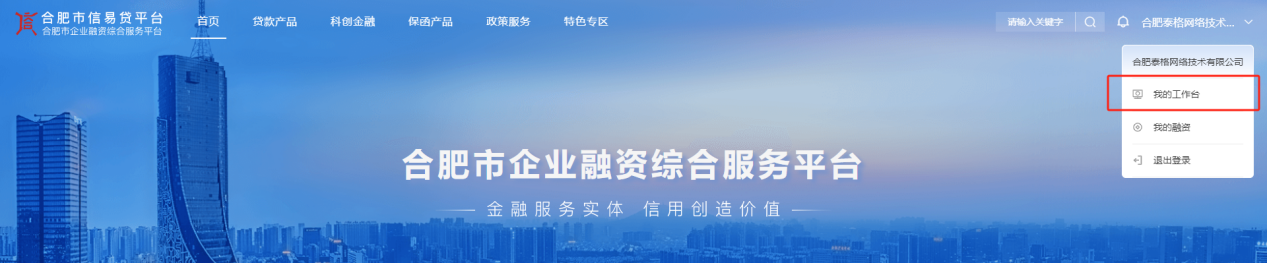 合肥市信易贷平台
合肥市企业融资综合服务平台
首页 贷款产品 科创金融 保函产品 政策服务 特色专区
请输入关键字
合肥泰格网络技术...
合肥泰格网络技术有限公司
我的工作台
我的融资
退出登录
合肥市企业融资综合服务平台
金融服务实体 信用创造价值